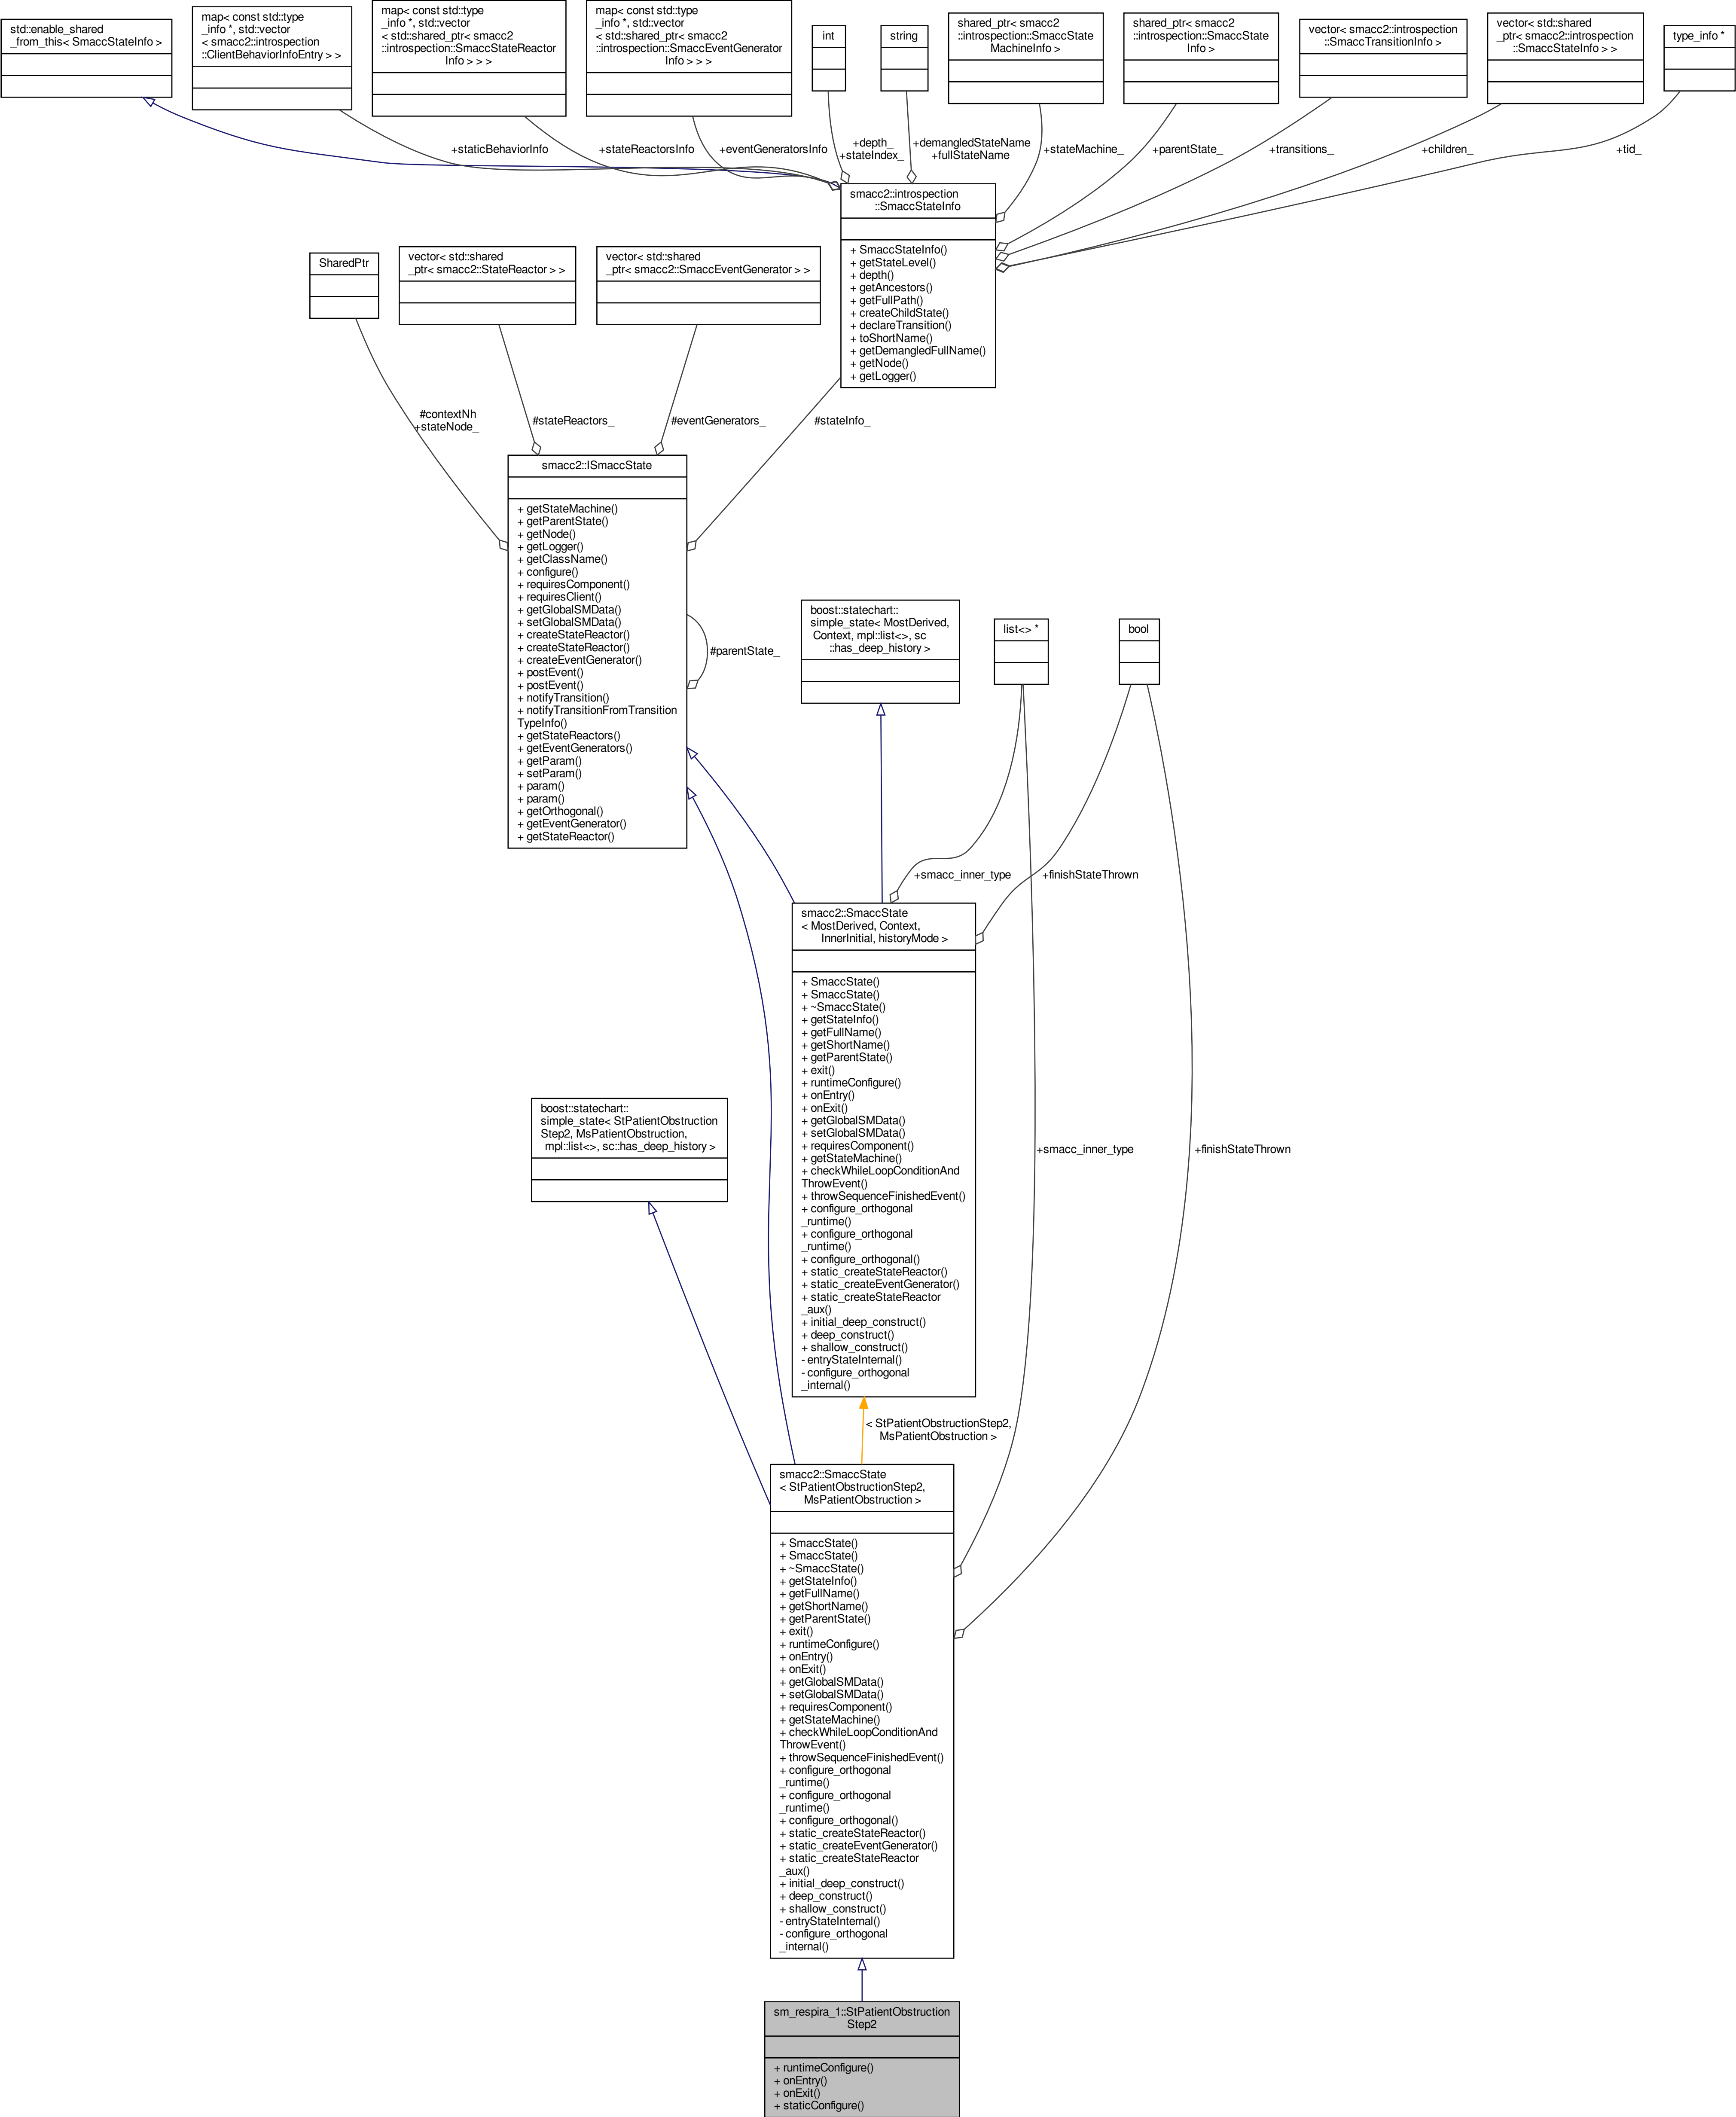 std::enable_shared
_from_this< SmaccStateInfo >
map< const std::type
_info *, std::vector
< smacc2::introspection
::ClientBehaviorInfoEntry > >
map< const std::type
_info *, std::vector
< std::shared_ptr< smacc2
::introspection::SmaccStateReactor
Info > > >
map< const std::type
_info *, std::vector
< std::shared_ptr< smacc2
::introspection::SmaccEventGenerator
Info > > >
int
string
shared_ptr< smacc2
::introspection::SmaccState
MachineInfo >
shared_ptr< smacc2
::introspection::SmaccState
Info >
vector< smacc2::introspection
::SmaccTransitionInfo >
vector< std::shared
_ptr< smacc2::introspection
::SmaccStateInfo > >
type_info *
+staticBehaviorInfo
+stateReactorsInfo
+eventGeneratorsInfo
+depth_
+stateIndex_
+demangledStateName
+fullStateName
+stateMachine_
+parentState_
+transitions_
+children_
+tid_
smacc2::introspection
::SmaccStateInfo
+ SmaccStateInfo()
+ getStateLevel()
+ depth()
+ getAncestors()
+ getFullPath()
+ createChildState()
+ declareTransition()
+ toShortName()
+ getDemangledFullName()
+ getNode()
+ getLogger()
SharedPtr
vector< std::shared
_ptr< smacc2::StateReactor > >
vector< std::shared
_ptr< smacc2::SmaccEventGenerator > >
#contextNh
+stateNode_
#stateReactors_
#eventGenerators_
#stateInfo_
smacc2::ISmaccState
+ getStateMachine()
+ getParentState()
+ getNode()
+ getLogger()
+ getClassName()
+ configure()
+ requiresComponent()
+ requiresClient()
+ getGlobalSMData()
+ setGlobalSMData()
+ createStateReactor()
+ createStateReactor()
+ createEventGenerator()
+ postEvent()
+ postEvent()
+ notifyTransition()
+ notifyTransitionFromTransition
TypeInfo()
+ getStateReactors()
+ getEventGenerators()
+ getParam()
+ setParam()
+ param()
+ param()
+ getOrthogonal()
+ getEventGenerator()
+ getStateReactor()
#parentState_
boost::statechart::
simple_state< MostDerived,
Context, mpl::list<>, sc
::has_deep_history >
list<> *
bool
+smacc_inner_type
+finishStateThrown
smacc2::SmaccState
< MostDerived, Context,
InnerInitial, historyMode >
+ SmaccState()
+ SmaccState()
+ ~SmaccState()
+ getStateInfo()
+ getFullName()
+ getShortName()
+ getParentState()
+ exit()
+ runtimeConfigure()
+ onEntry()
+ onExit()
+ getGlobalSMData()
+ setGlobalSMData()
+ requiresComponent()
+ getStateMachine()
+ checkWhileLoopConditionAnd
ThrowEvent()
+ throwSequenceFinishedEvent()
+ configure_orthogonal
_runtime()
+ configure_orthogonal
_runtime()
+ configure_orthogonal()
+ static_createStateReactor()
+ static_createEventGenerator()
+ static_createStateReactor
_aux()
+ initial_deep_construct()
+ deep_construct()
+ shallow_construct()
- entryStateInternal()
- configure_orthogonal
_internal()
boost::statechart::
simple_state< StPatientObstruction
Step2, MsPatientObstruction,
mpl::list<>, sc::has_deep_history >
+smacc_inner_type
+finishStateThrown
< StPatientObstructionStep2,
MsPatientObstruction >
smacc2::SmaccState
< StPatientObstructionStep2,
MsPatientObstruction >
+ SmaccState()
+ SmaccState()
+ ~SmaccState()
+ getStateInfo()
+ getFullName()
+ getShortName()
+ getParentState()
+ exit()
+ runtimeConfigure()
+ onEntry()
+ onExit()
+ getGlobalSMData()
+ setGlobalSMData()
+ requiresComponent()
+ getStateMachine()
+ checkWhileLoopConditionAnd
ThrowEvent()
+ throwSequenceFinishedEvent()
+ configure_orthogonal
_runtime()
+ configure_orthogonal
_runtime()
+ configure_orthogonal()
+ static_createStateReactor()
+ static_createEventGenerator()
+ static_createStateReactor
_aux()
+ initial_deep_construct()
+ deep_construct()
+ shallow_construct()
- entryStateInternal()
- configure_orthogonal
_internal()
sm_respira_1::StPatientObstruction
Step2
+ runtimeConfigure()
+ onEntry()
+ onExit()
+ staticConfigure()